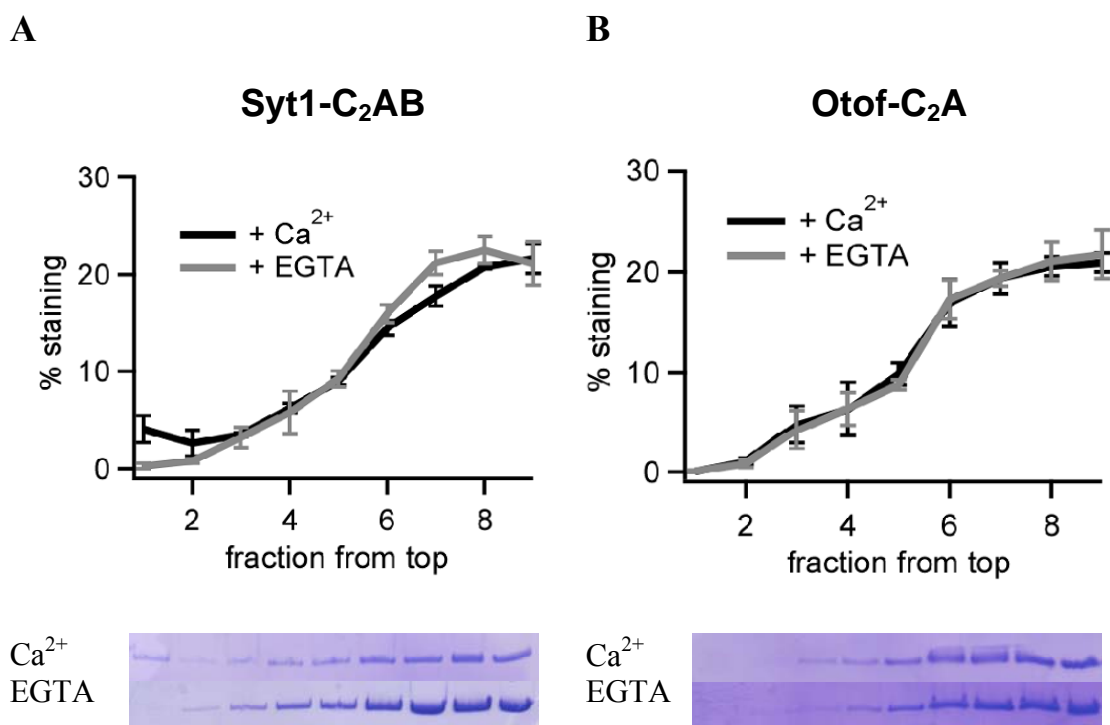 A
Syt1-C₂AB
30
20
10
0
% staining
+ Ca²⁺
+ EGTA
2 4 6 8
fraction from top
Ca²⁺
EGTA
B
Otof-C₂A
30
20
10
0
% staining
+ Ca²⁺
+ EGTA
2 4 6 8
fraction from top
Ca²⁺
EGTA